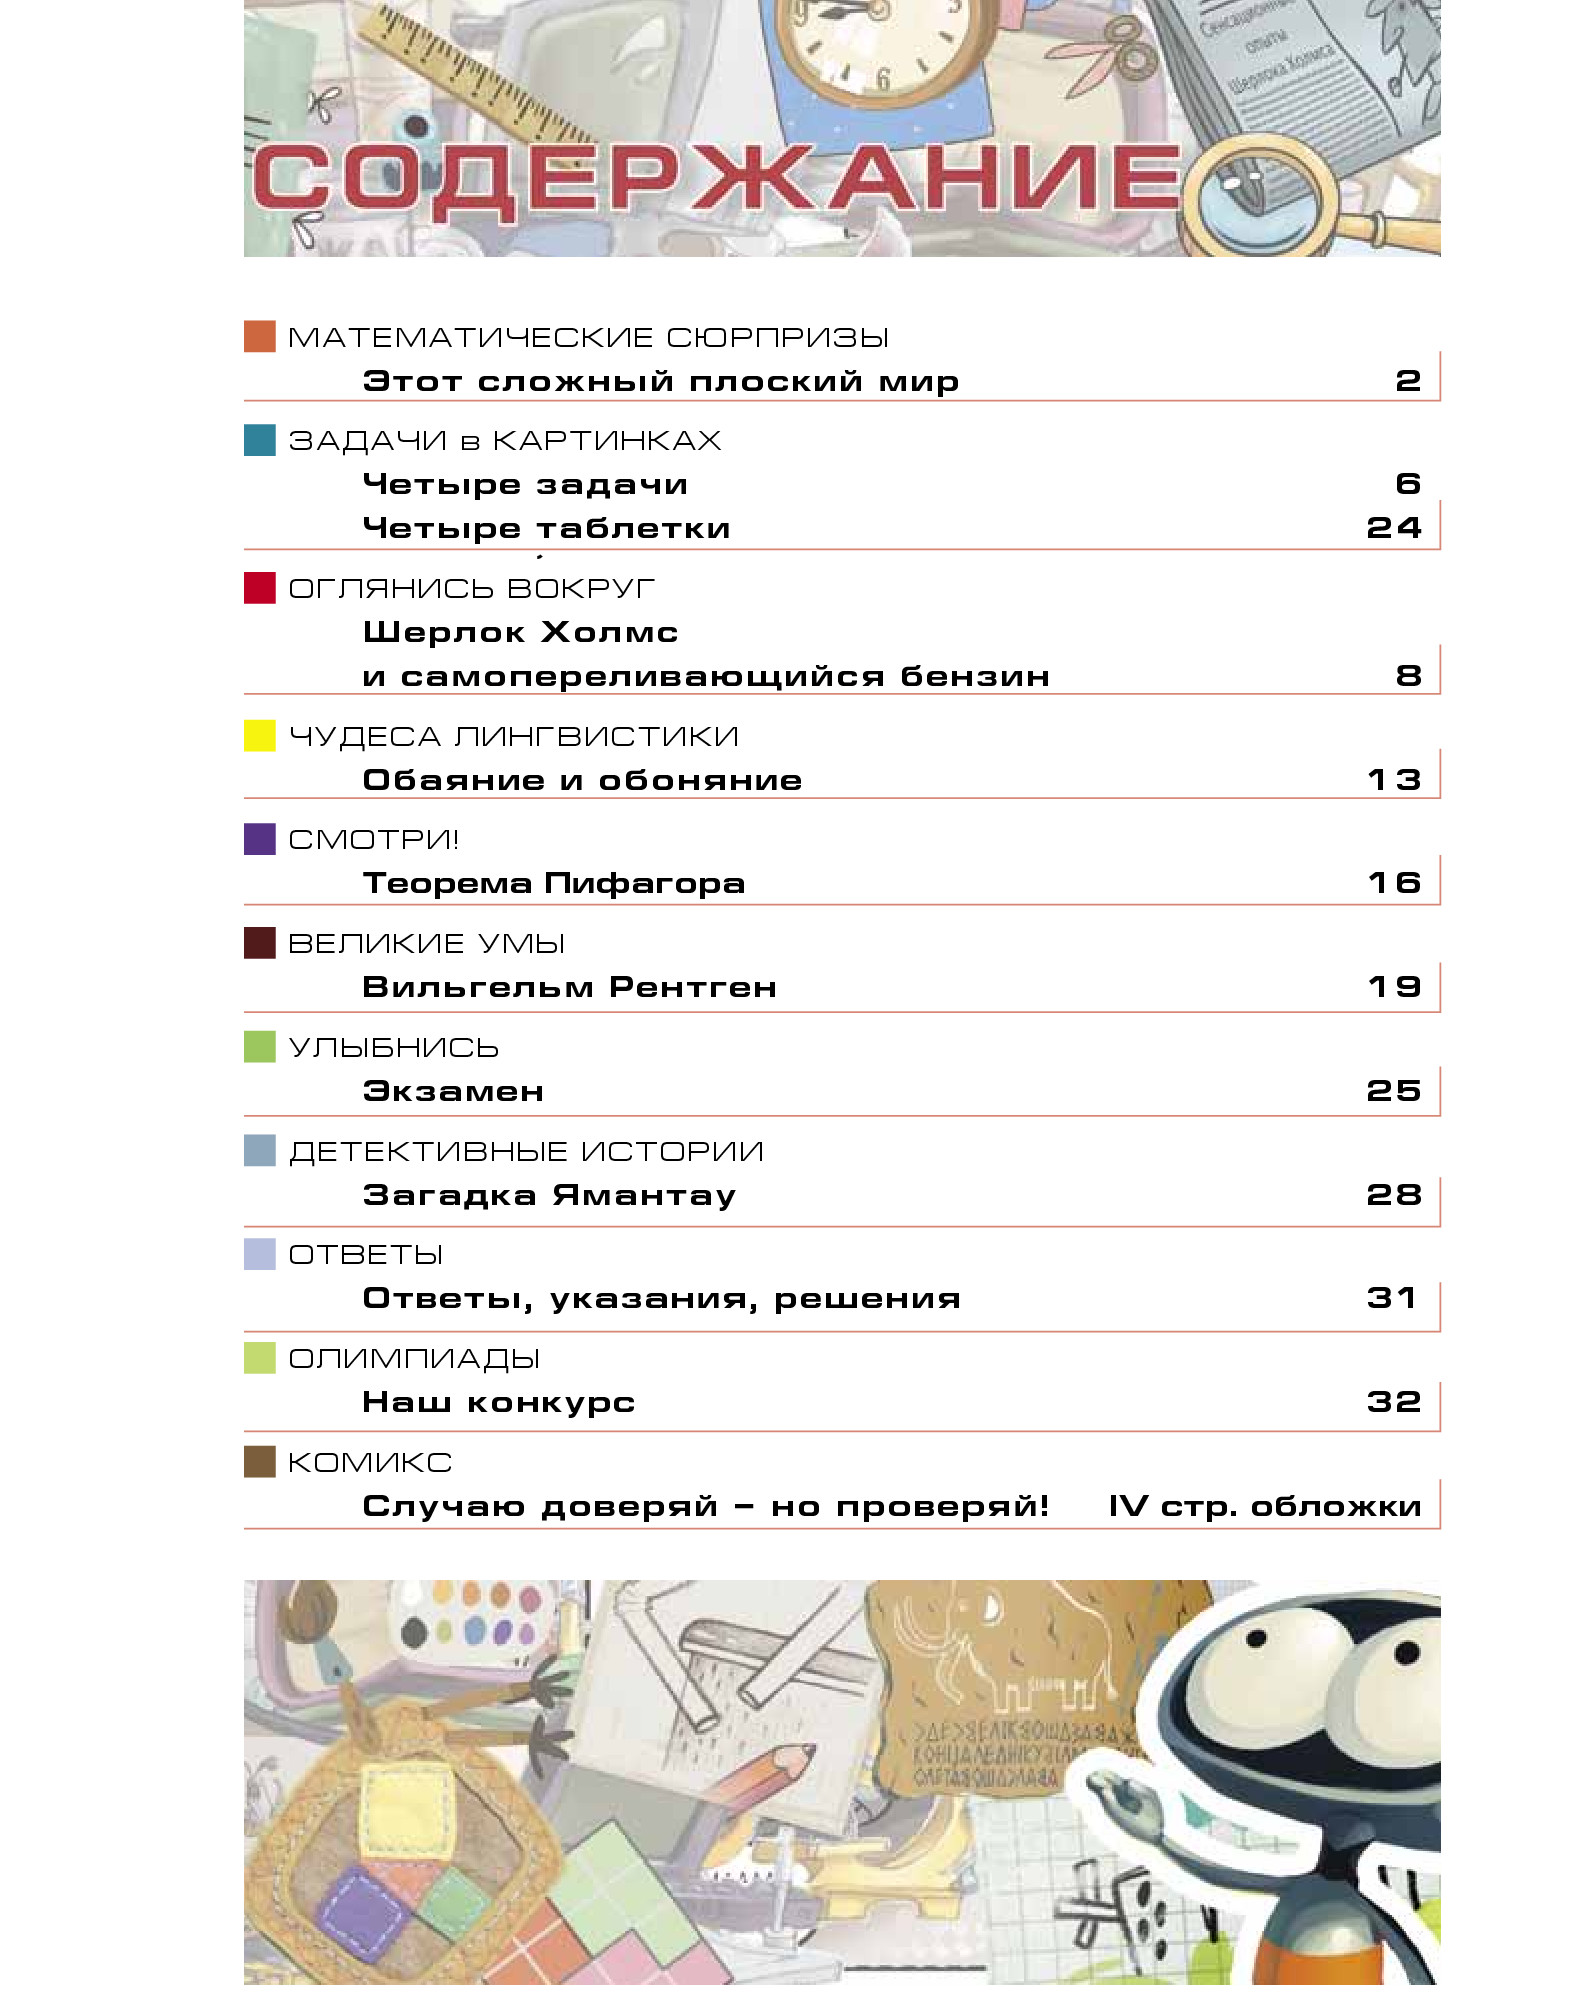 3
6
Сенсационные
опыты
Шерлока Холмса
СОДЕРЖАНИЕ
МАТЕМАТИЧЕСКИЕ СЮРПРИЗЫ
Этот сложный плоский мир 2
ЗАДАЧИ в КАРТИНКАХ
Четыре задачи 6
Четыре таблетки 24
ОГЛЯНИСЬ ВОКРУГ
Шерлок Холмс
и самопереливающийся бензин 8
ЧУДЕСА ЛИНГВИСТИКИ
Обаяние и обоняние 13
СМОТРИ!
Теорема Пифагора 16
ВЕЛИКИЕ УМЫ
Вильгельм Рентген 19
УЛЫБНИСЬ
Экзамен 25
ДЕТЕКТИВНЫЕ ИСТОРИИ
Загадка Ямантау 28
ОТВЕТЫ
Ответы, указания, решения 31
ОЛИМПИАДЫ
Наш конкурс 32
КОМИКС
Случаю доверяй – но проверяй! IV стр. обложки